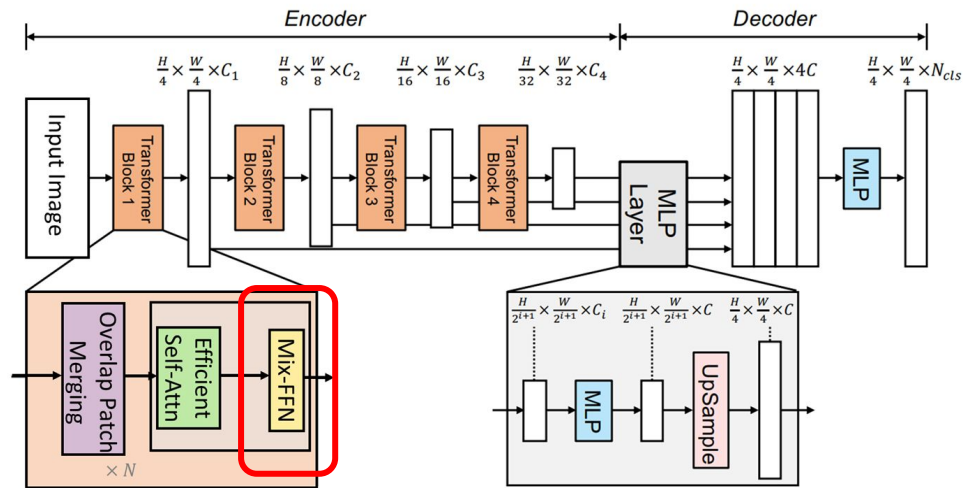 Encoder
Decoder
H/4 × W/4 × C₁
H/8 × W/8 × C₂
H/16 × W/16 × C₃
H/32 × W/32 × C₄
H/4 × W/4 × 4C
H/4 × W/4 × N_cls
Input Image
Transformer
Block 1
Transformer
Block 2
Transformer
Block 3
Transformer
Block 4
MLP
Layer
MLP
Overlap Patch
Merging
Efficient
Self-Attn
Mix-FFN
× N
H/2^(i+1) × W/2^(i+1) × C_i
H/2^(i+1) × W/2^(i+1) × C
H/4 × W/4 × C
MLP
UpSample